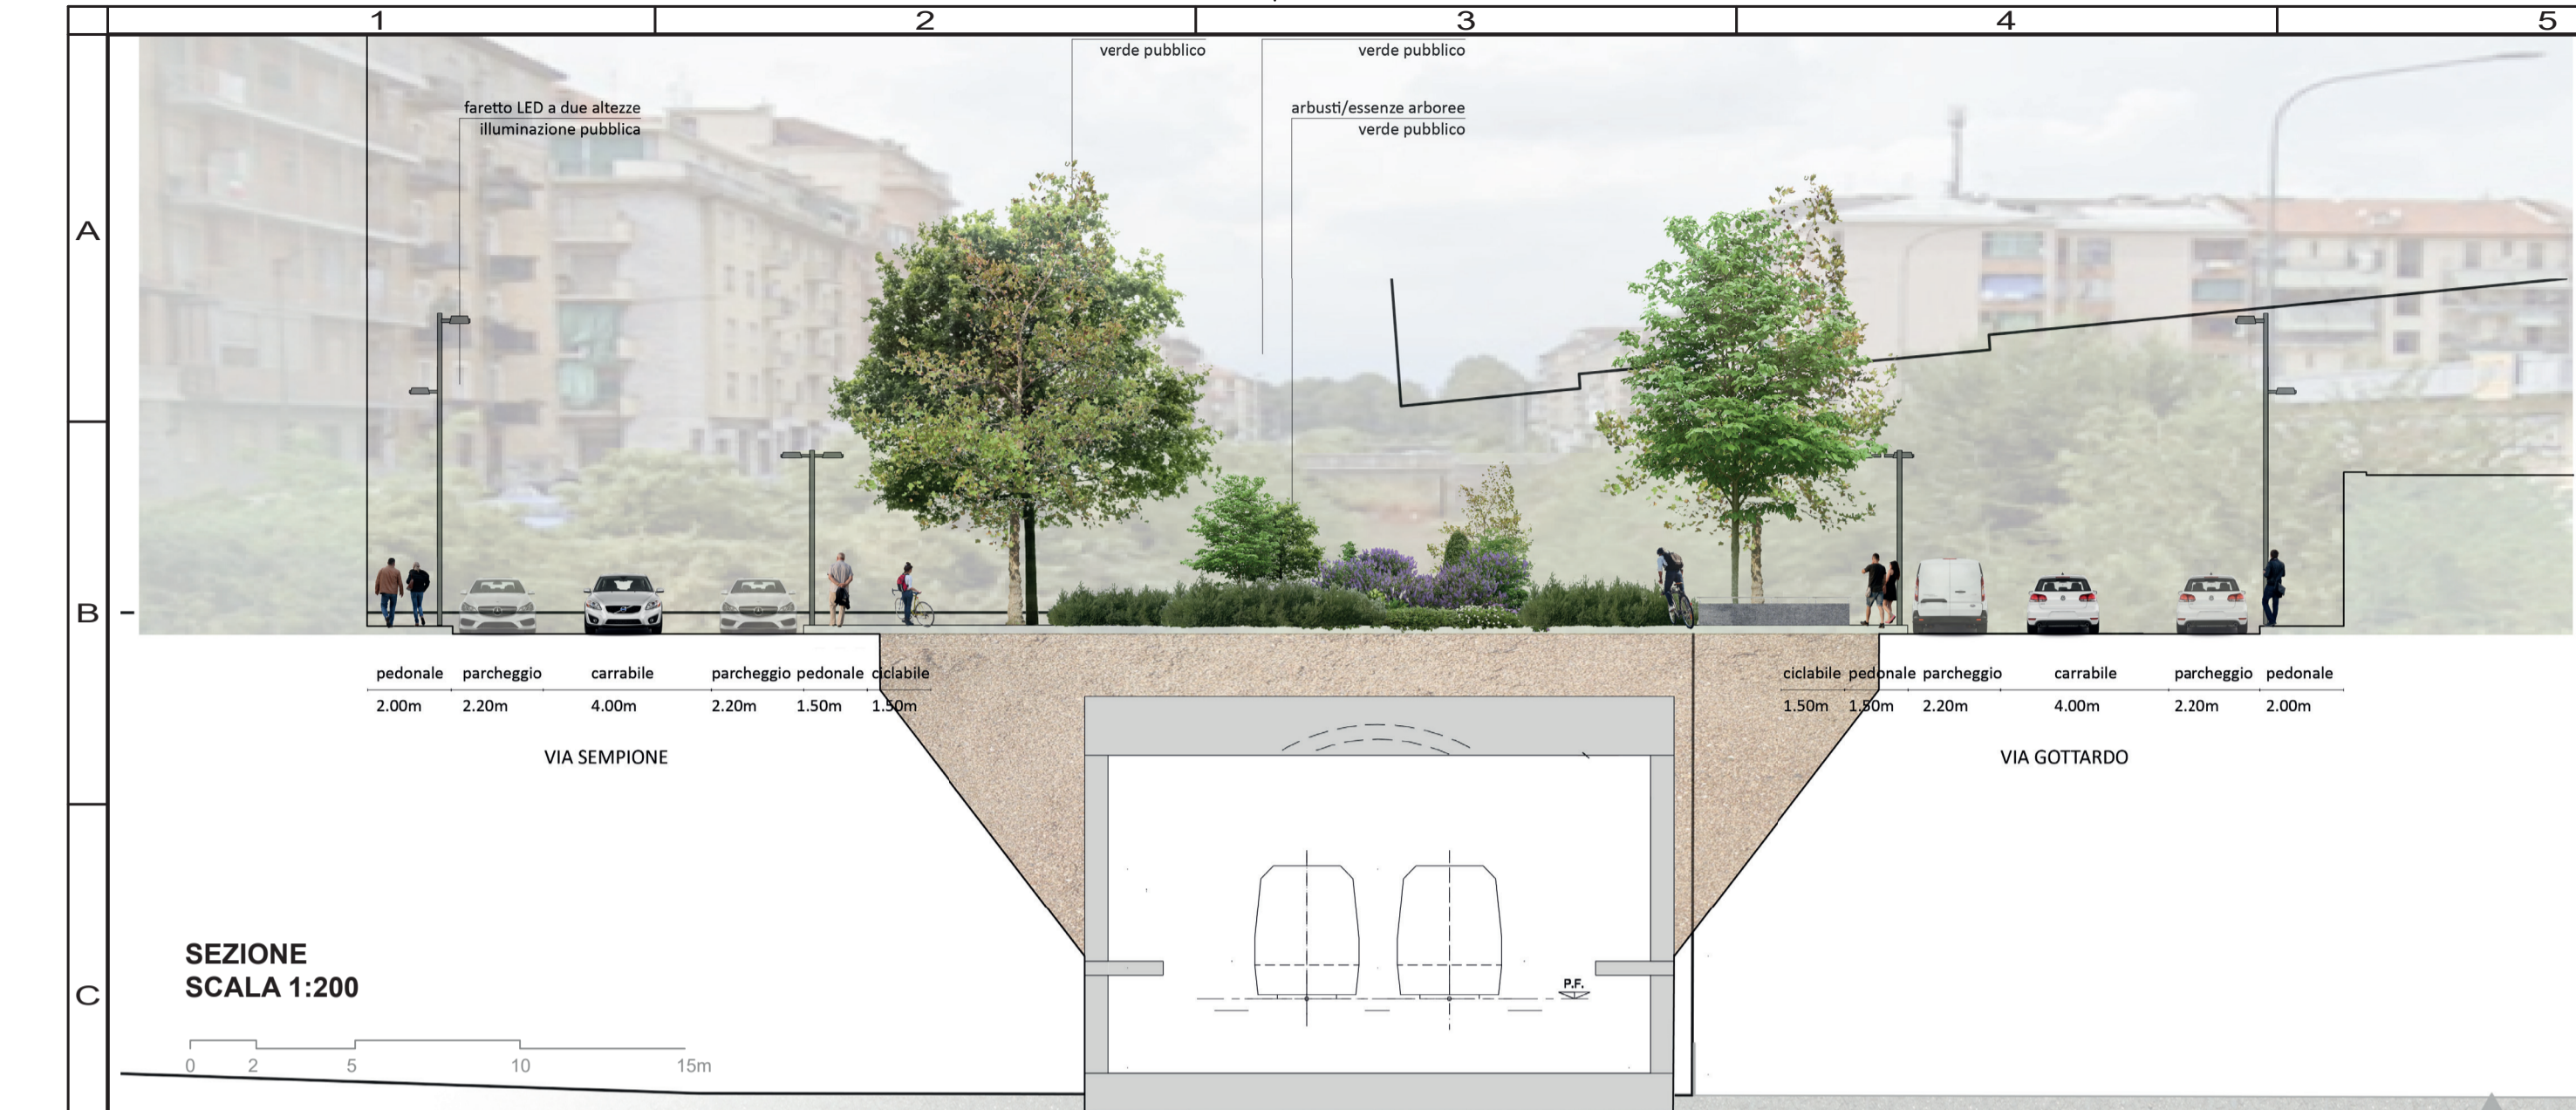 1 2 3 4 5
verde pubblico verde pubblico
faretto LED a due altezze
illuminazione pubblica
arbusti/essenze arboree
verde pubblico
A
B
pedonale parcheggio carrabile parcheggio pedonale ciclabile
2.00m 2.20m 4.00m 2.20m 1.50m 1.50m
VIA SEMPIONE
ciclabile pedonale parcheggio carrabile parcheggio pedonale
1.50m 1.50m 2.20m 4.00m 2.20m 2.00m
VIA GOTTARDO
C
SEZIONE
SCALA 1:200
P.F.
0 2 5 10 15m